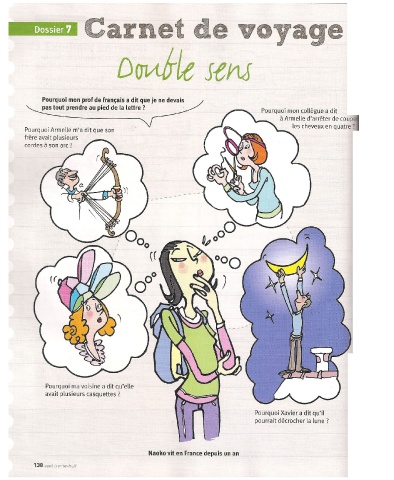 Dossier 7
Carnet de voyage
Double sens
Pourquoi mon prof de français a dit que je ne devais
pas tout prendre au pied de la lettre ?
Pourquoi mon collègue a dit
à Armelle d'arrêter de coup
les cheveux en quatre ?
Pourquoi Armelle m'a dit que son
frère avait plusieurs
cordes à son arc !
Pourquoi ma voisine a dit qu'elle
avait plusieurs casquettes ?
Pourquoi Xavier a dit qu'il
pourrait décrocher la lune ?
Naoko vit en France depuis un an
138